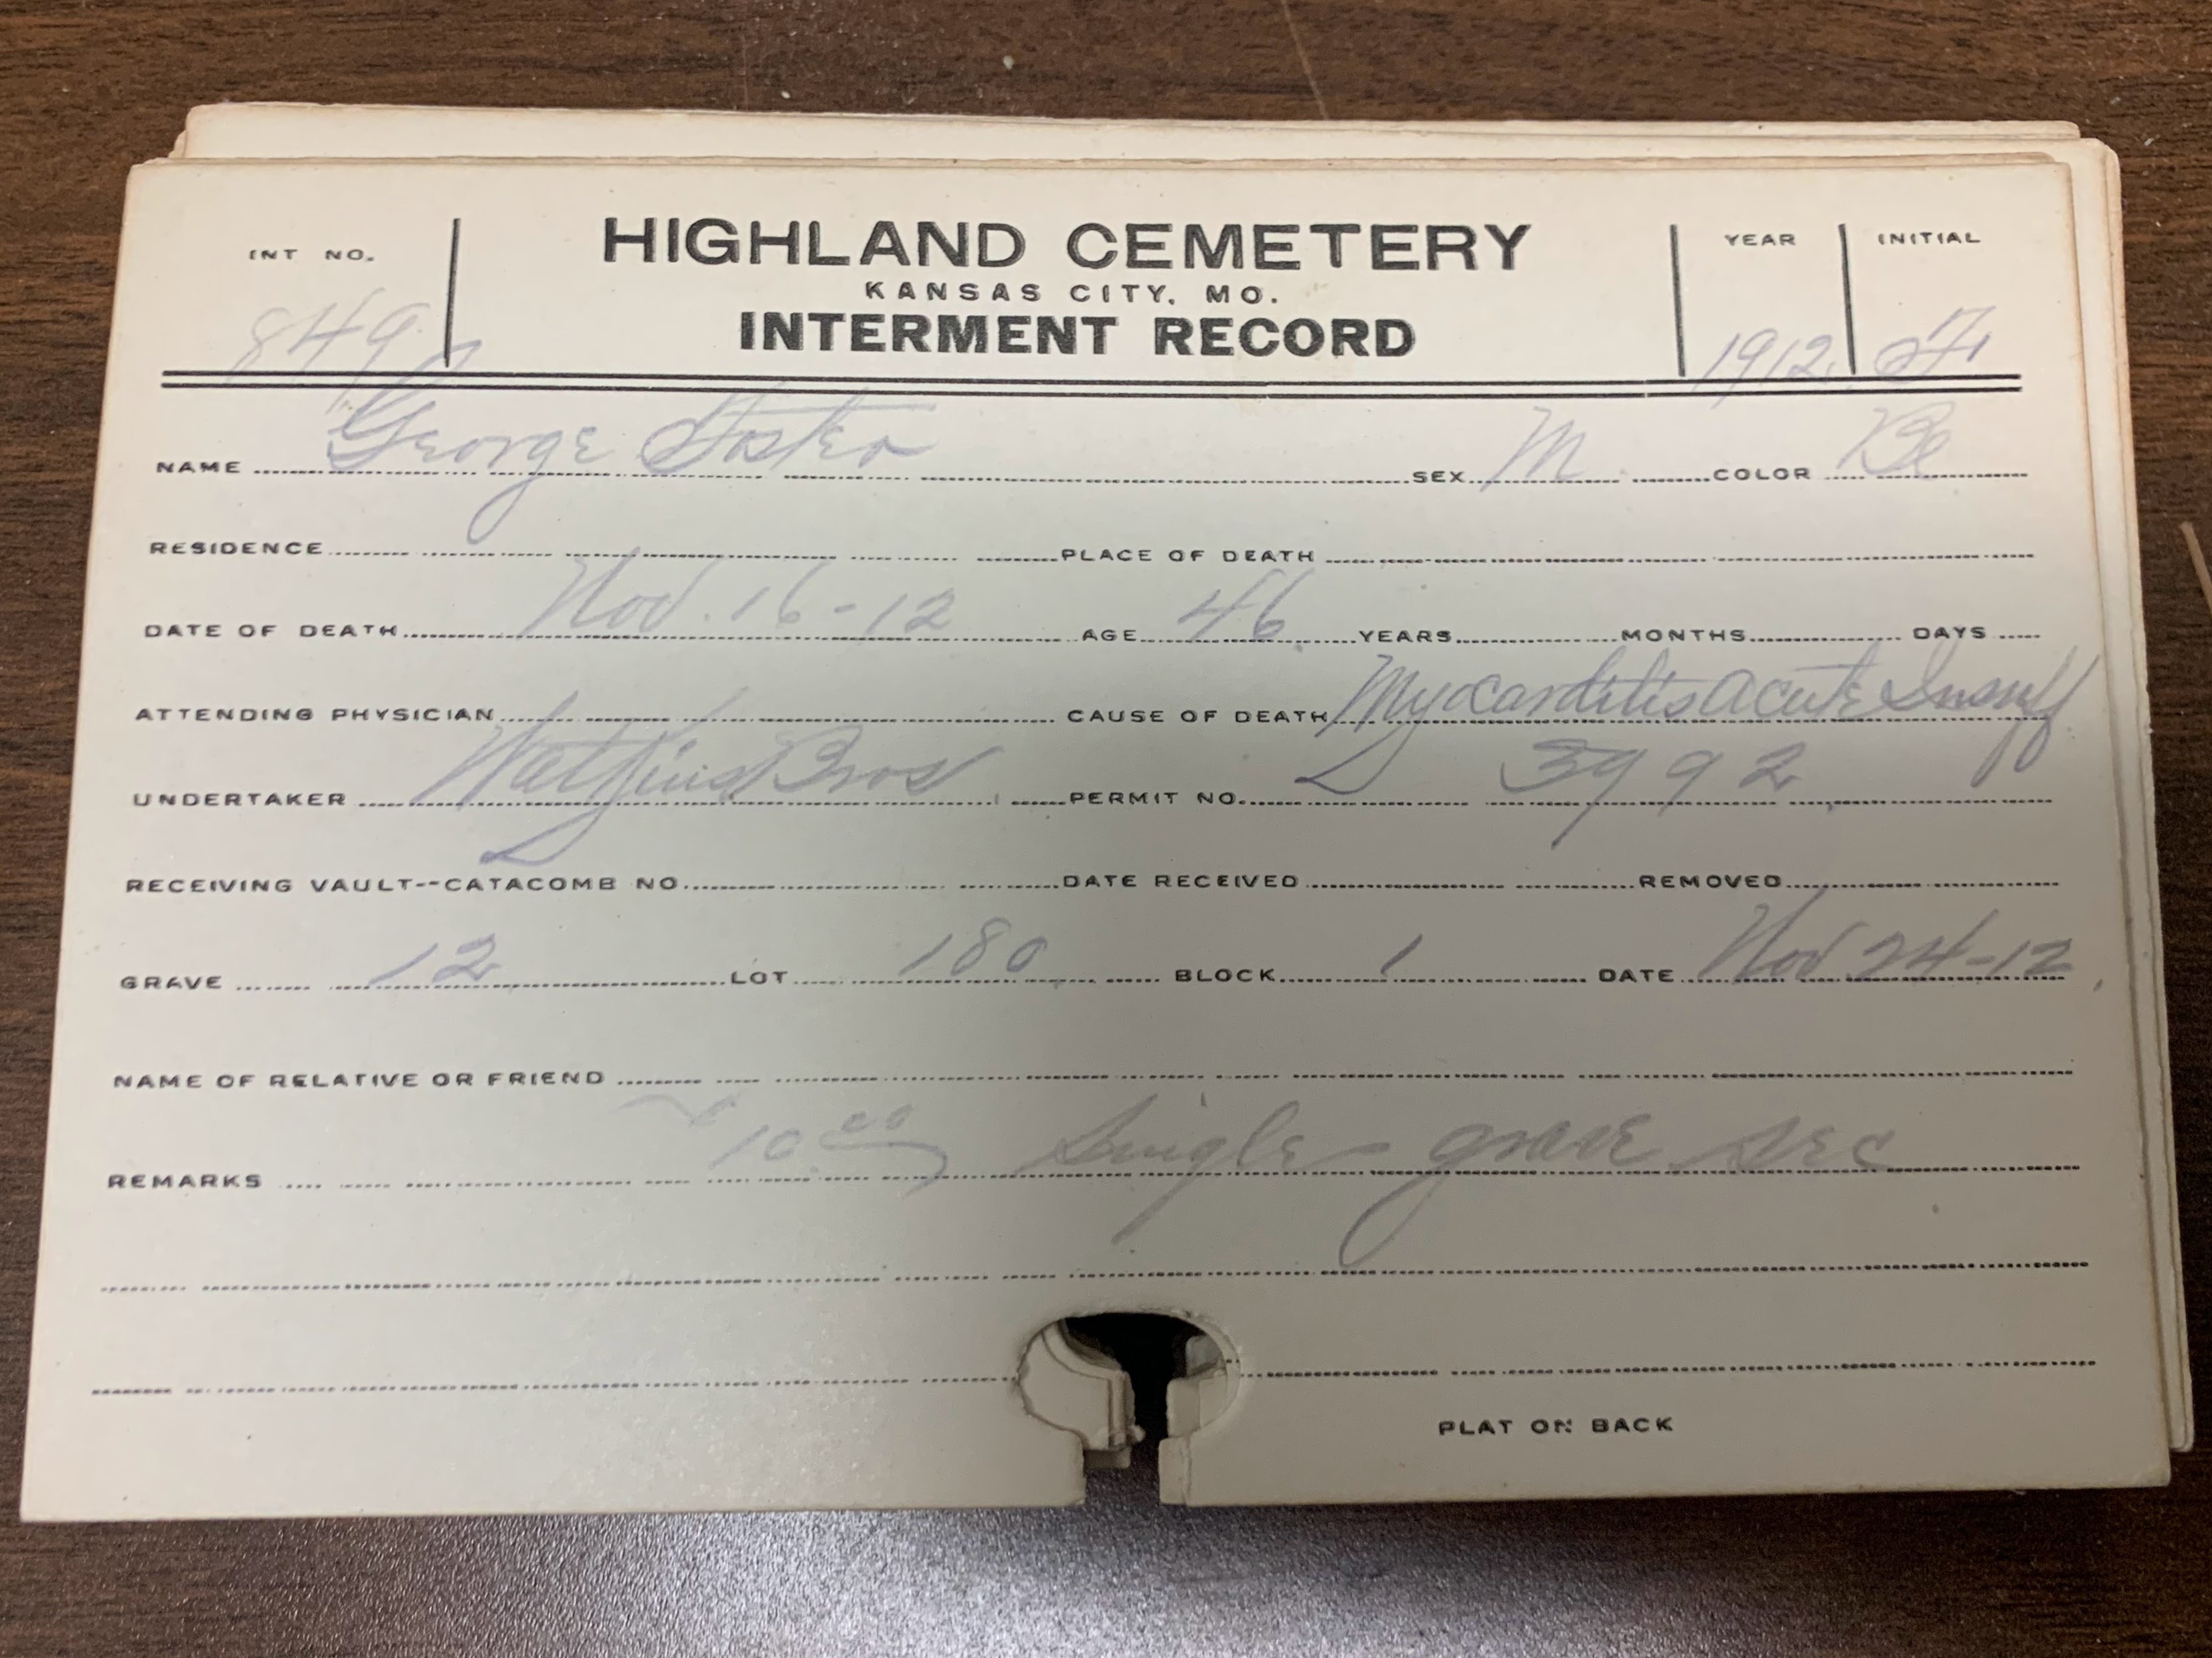 INT NO. HIGHLAND CEMETERY YEAR INITIAL
KANSAS CITY, MO.
849 INTERMENT RECORD 1912. F.
NAME George Foster SEX M COLOR Bl
RESIDENCE PLACE OF DEATH
DATE OF DEATH Nov. 16-12 AGE 46 YEARS MONTHS DAYS
ATTENDING PHYSICIAN CAUSE OF DEATH Myocarditis acute Insuff
UNDERTAKER Watkins Bros PERMIT NO. 3992
RECEIVING VAULT--CATACOMB NO. DATE RECEIVED REMOVED
GRAVE 12 LOT 180 BLOCK 1 DATE Nov 24-12
NAME OF RELATIVE OR FRIEND
REMARKS 10.00 Single grave sec
PLAT ON BACK